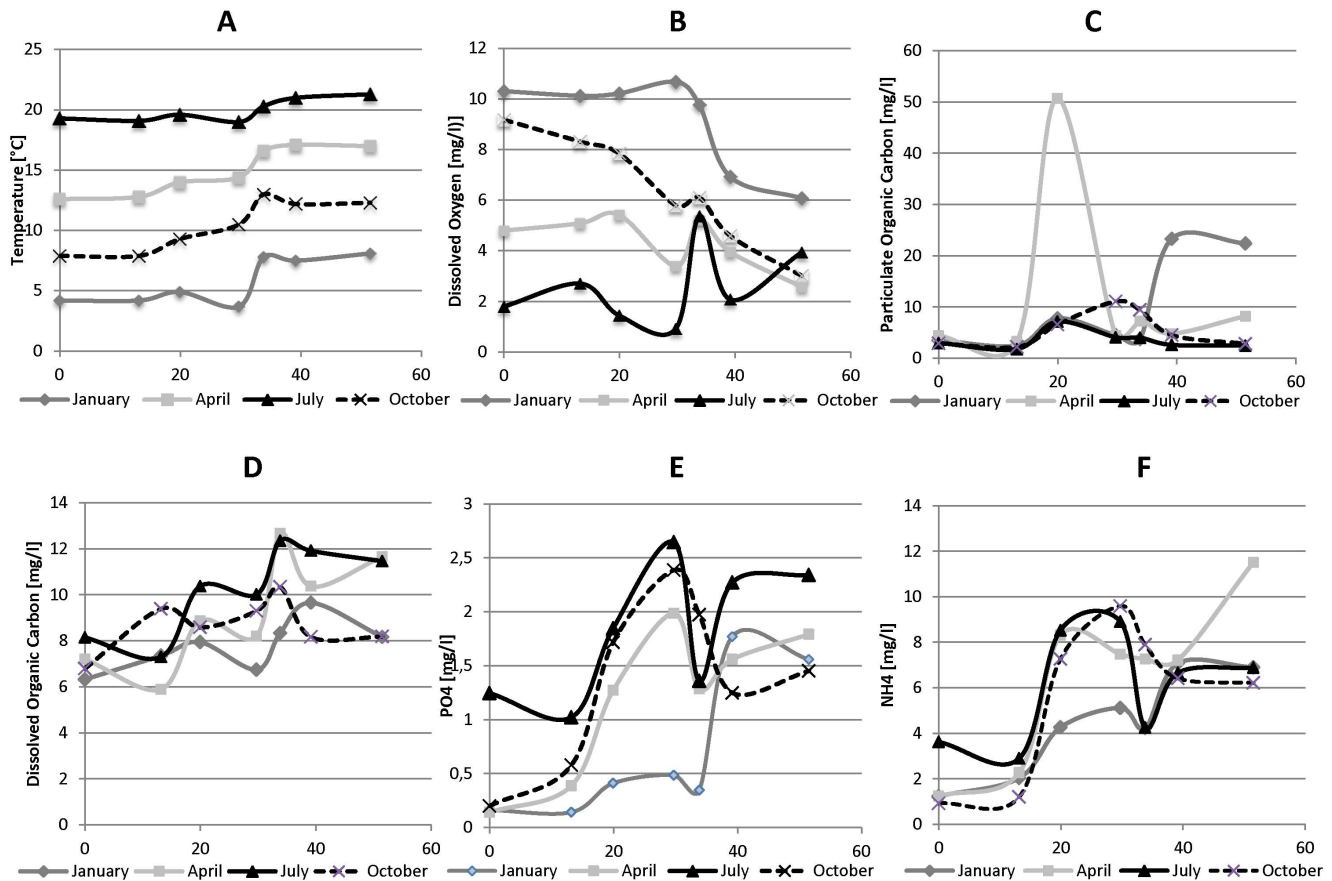 A
Temperature [°C]
25
20
15
10
5
0
0 20 40 60
January April July October
B
Dissolved Oxygen [mg/l)]
12
10
8
6
4
2
0
0 20 40 60
January April July October
C
Particulate Organic Carbon [mg/l]
60
50
40
30
20
10
0
0 20 40 60
January April July October
D
Dissolved Organic Carbon [mg/l]
14
12
10
8
6
4
2
0
0 20 40 60
January April July October
E
PO4 [mg/l]
3
2,5
2
1,5
1
0,5
0
0 20 40 60
January April July October
F
NH4 [mg/l]
14
12
10
8
6
4
2
0
0 20 40 60
January April July October